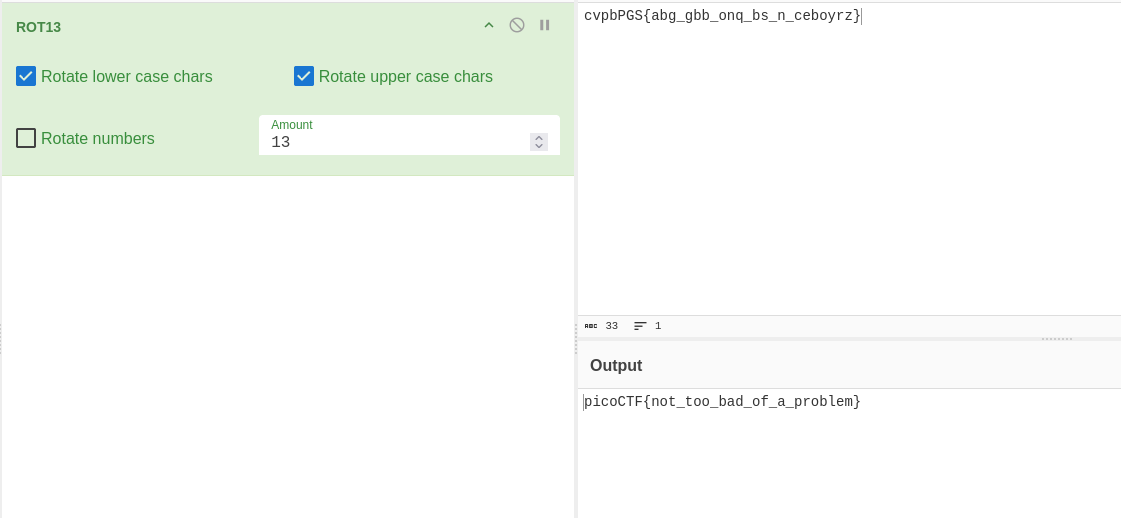 ROT13
Rotate lower case chars
Rotate upper case chars
Rotate numbers
Amount
13
cvpbPGS{abg_gbb_onq_bs_n_ceboyrz}
ABC 33 1
Output
picoCTF{not_too_bad_of_a_problem}